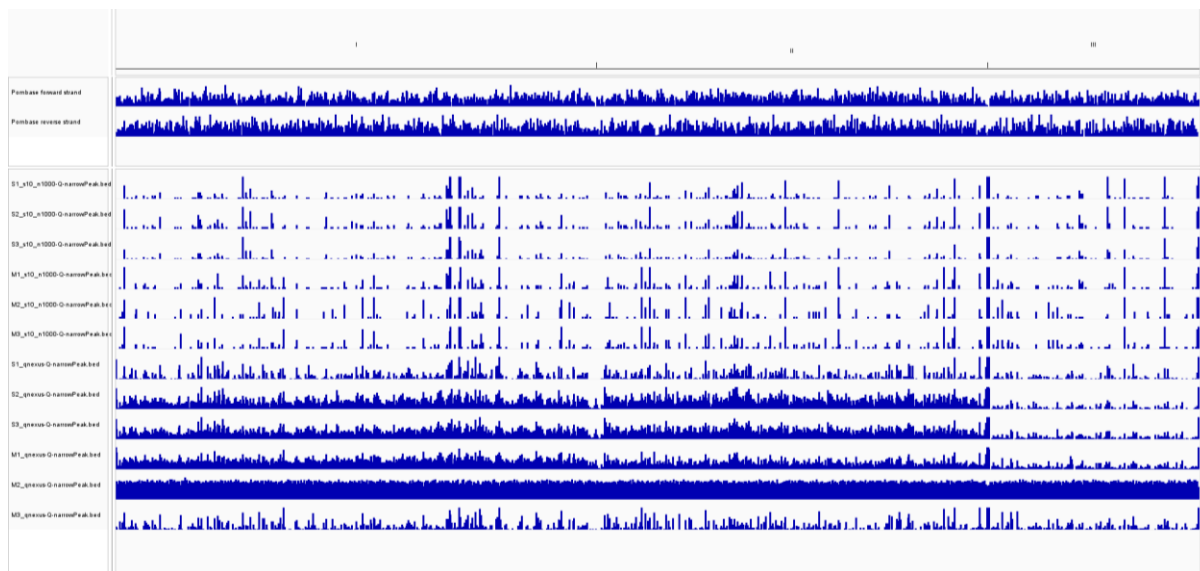 I
II
III
Pombase forward strand
Pombase reverse strand
S1_s10_n1000-Q-narrowPeak.bed
S2_s10_n1000-Q-narrowPeak.bed
S3_s10_n1000-Q-narrowPeak.bed
M1_s10_n1000-Q-narrowPeak.bed
M2_s10_n1000-Q-narrowPeak.bed
M3_s10_n1000-Q-narrowPeak.bed
S1_qnexus-Q-narrowPeak.bed
S2_qnexus-Q-narrowPeak.bed
S3_qnexus-Q-narrowPeak.bed
M1_qnexus-Q-narrowPeak.bed
M2_qnexus-Q-narrowPeak.bed
M3_qnexus-Q-narrowPeak.bed